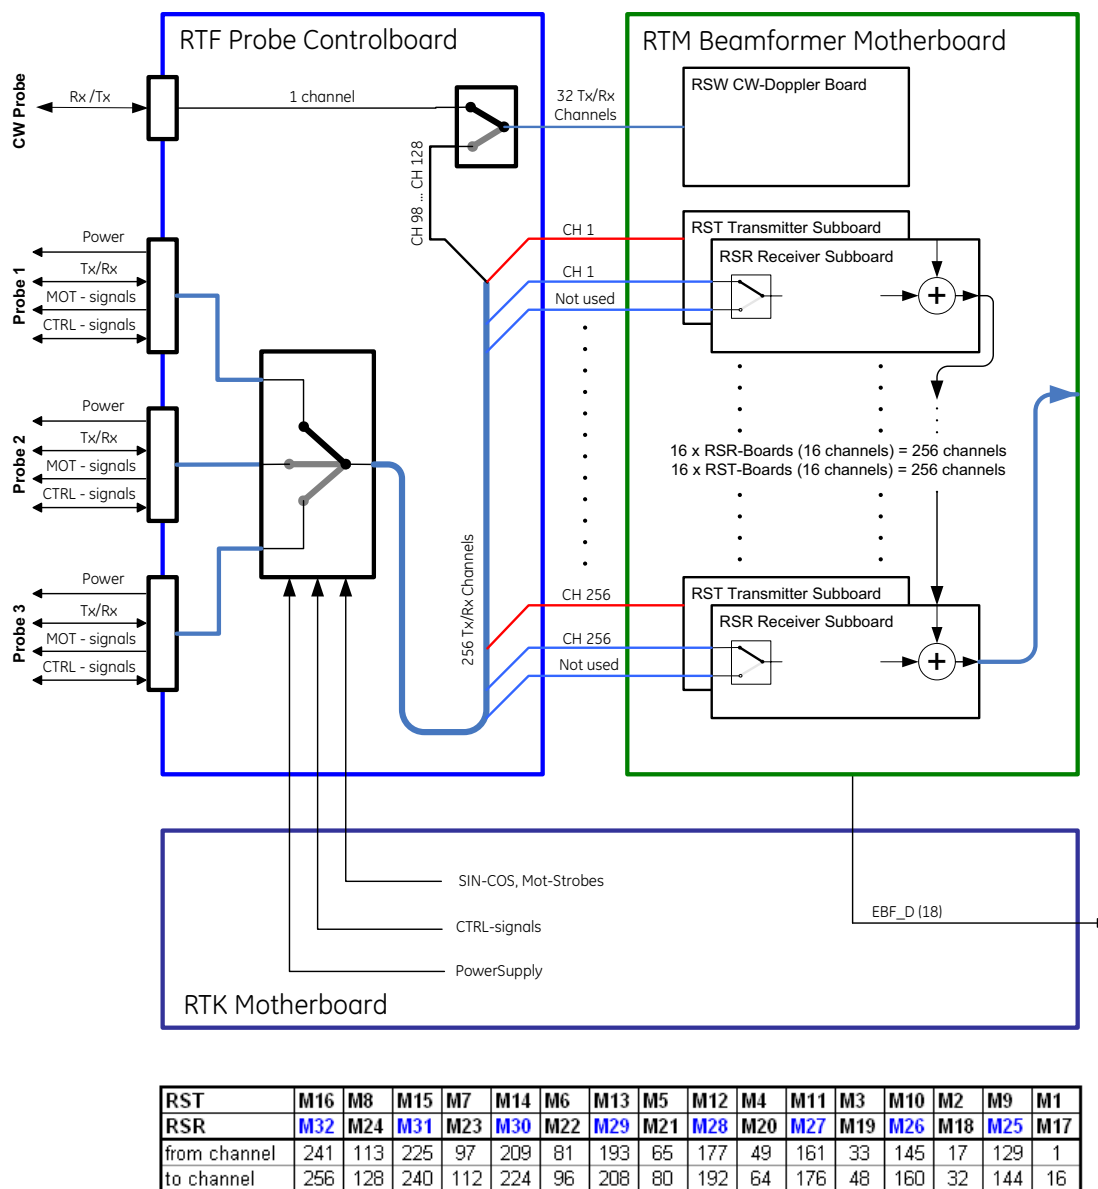 RTF Probe Controlboard
RTM Beamformer Motherboard
CW Probe
Rx /Tx
1 channel
32 Tx/Rx
Channels
RSW CW-Doppler Board
CH 98 ... CH 128
Probe 1
Power
Tx/Rx
MOT - signals
CTRL - signals
CH 1
CH 1
Not used
RST Transmitter Subboard
RSR Receiver Subboard
+
Probe 2
Power
Tx/Rx
MOT - signals
CTRL - signals
16 x RSR-Boards (16 channels) = 256 channels
16 x RST-Boards (16 channels) = 256 channels
256 Tx/Rx Channels
Probe 3
Power
Tx/Rx
MOT - signals
CTRL - signals
CH 256
CH 256
Not used
RST Transmitter Subboard
RSR Receiver Subboard
+
SIN-COS, Mot-Strobes
CTRL-signals
PowerSupply
EBF_D (18)
RTK Motherboard
RST M16 M8 M15 M7 M14 M6 M13 M5 M12 M4 M11 M3 M10 M2 M9 M1
RSR M32 M24 M31 M23 M30 M22 M29 M21 M28 M20 M27 M19 M26 M18 M25 M17
from channel 241 113 225 97 209 81 193 65 177 49 161 33 145 17 129 1
to channel 256 128 240 112 224 96 208 80 192 64 176 48 160 32 144 16